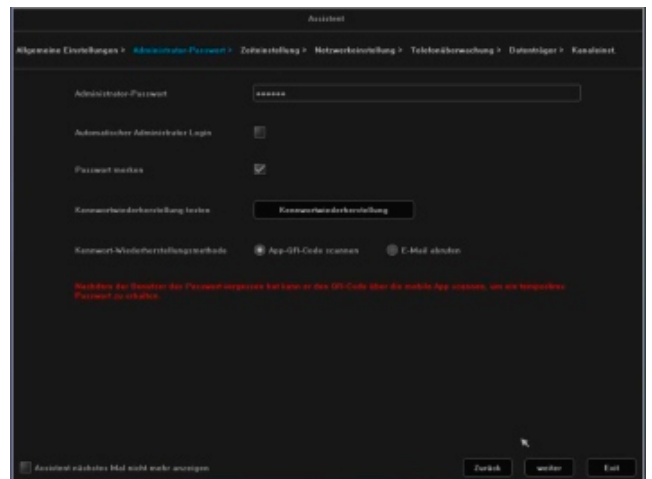 Assistent
Allgemeine Einstellungen > Administrator-Passwort > Zeiteinstellung > Netzwerkeinstellung > Telefonüberwachung > Datenträger > Kanaleinst.
Administrator-Passwort
••••••
Automatischer Administrator Login
Passwort merken
Kennwortwiederherstellung testen
Kennwortwiederherstellung
Kennwort-Wiederherstellungsmethode
App-QR-Code scannen
E-Mail abrufen
Nachdem der Benutzer das Passwort vergessen hat kann er den QR-Code über die mobile App scannen, um ein temporäres
Passwort zu erhalten.
Assistent nächstes Mal nicht mehr anzeigen
Zurück
weiter
Exit